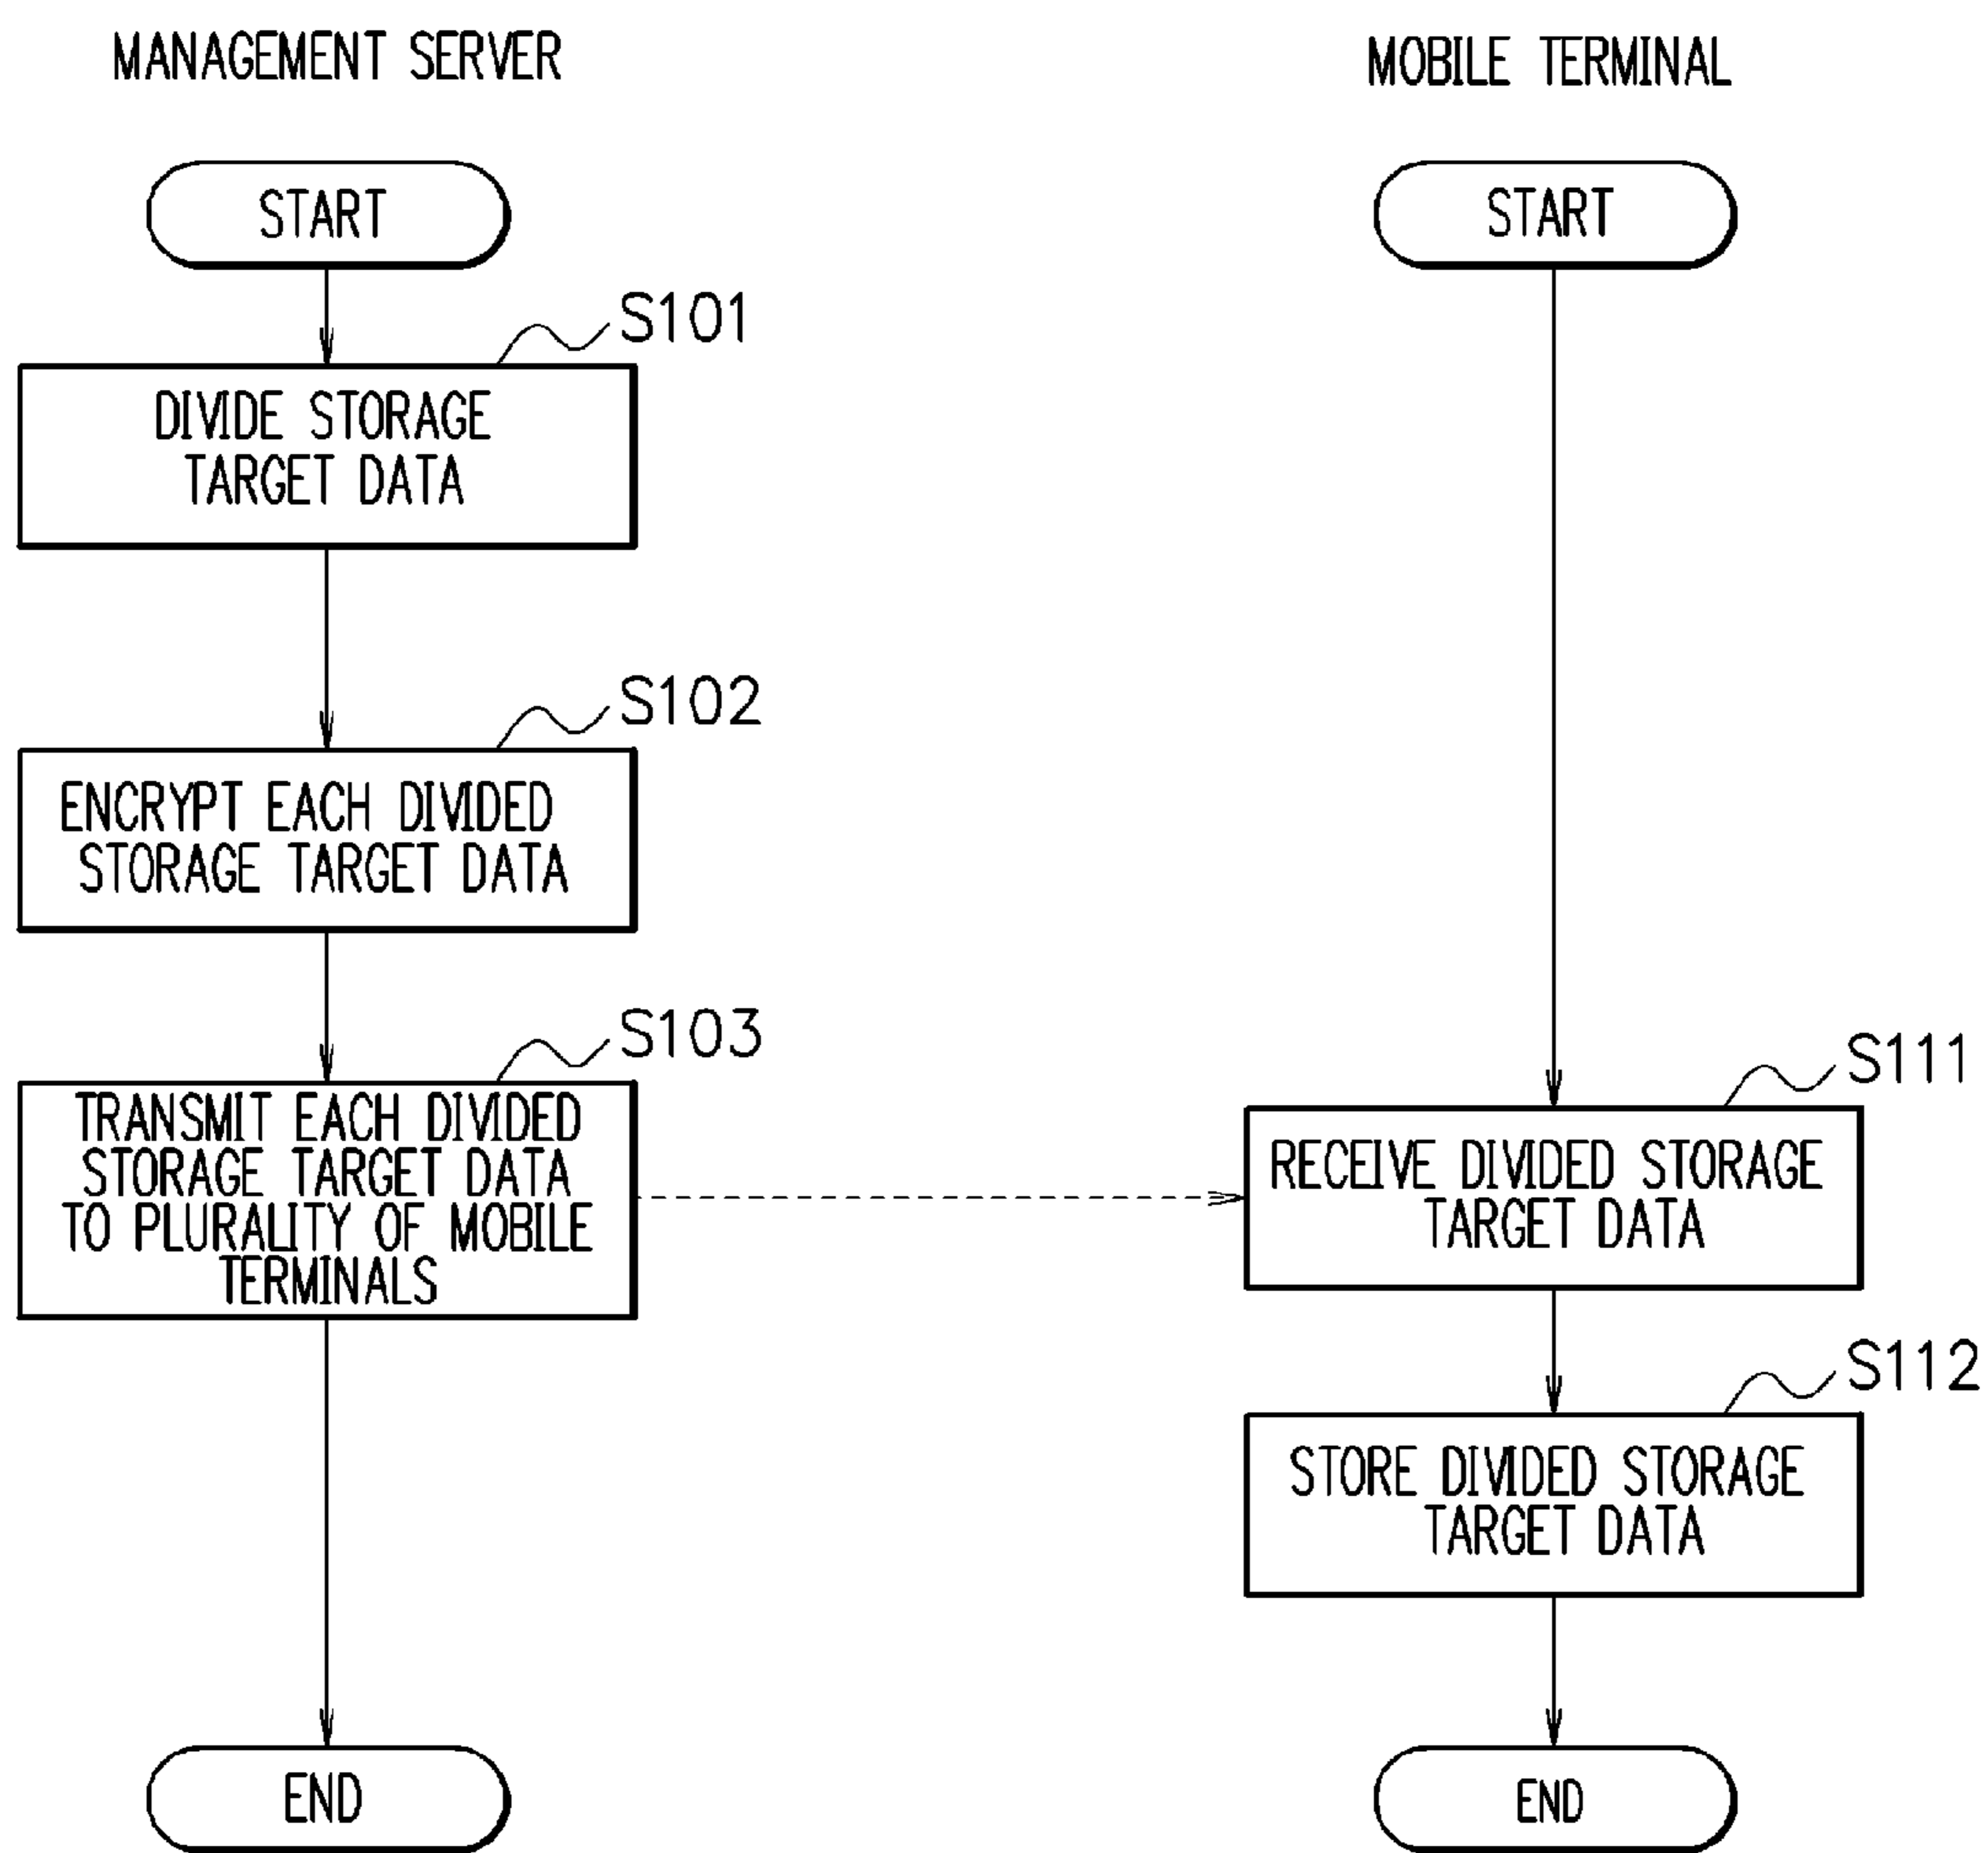 MANAGEMENT SERVER
START
S101
DIVIDE STORAGE
TARGET DATA
S102
ENCRYPT EACH DIVIDED
STORAGE TARGET DATA
S103
TRANSMIT EACH DIVIDED
STORAGE TARGET DATA
TO PLURALITY OF MOBILE
TERMINALS
END
MOBILE TERMINAL
START
S111
RECEIVE DIVIDED STORAGE
TARGET DATA
S112
STORE DIVIDED STORAGE
TARGET DATA
END